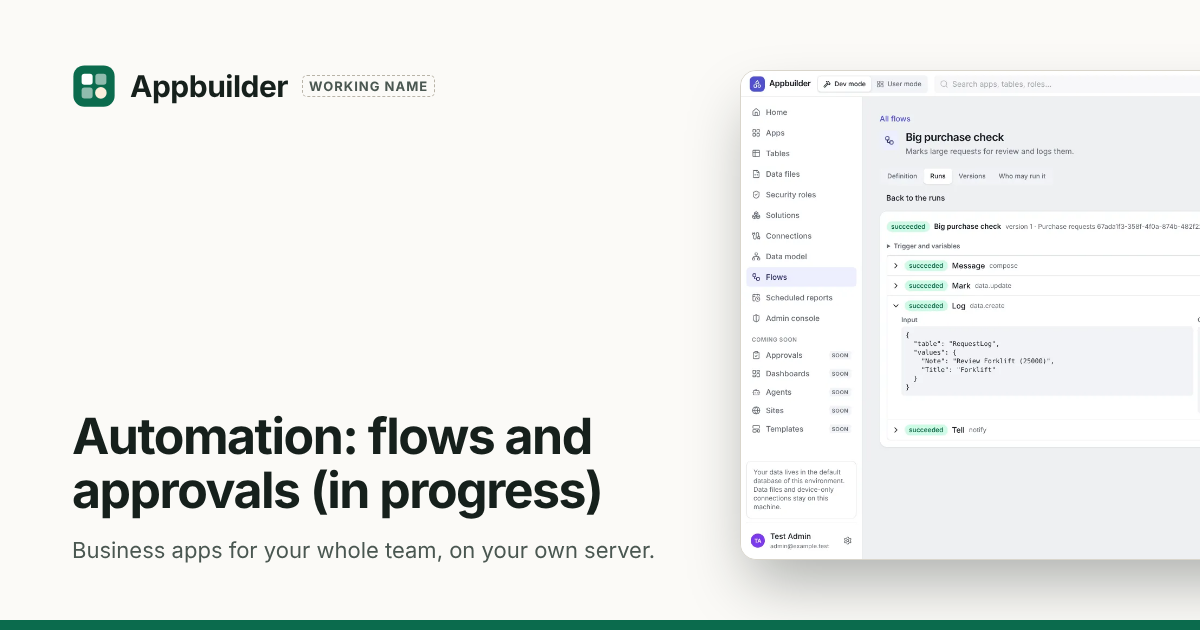 Appbuilder
WORKING NAME
Automation: flows and
approvals (in progress)
Business apps for your whole team, on your own server.
Appbuilder
Dev mode
User mode
Search apps, tables, roles...
Home
Apps
Tables
Data files
Security roles
Solutions
Connections
Data model
Flows
Scheduled reports
Admin console
COMING SOON
Approvals SOON
Dashboards SOON
Agents SOON
Sites SOON
Templates SOON
Your data lives in the default
database of this environment.
Data files and device-only
connections stay on this
machine.
TA
Test Admin
admin@example.test
All flows
Big purchase check
Marks large requests for review and logs them.
Definition Runs Versions Who may run it
Back to the runs
succeeded Big purchase check version 1 · Purchase requests
Trigger and variables
succeeded Message compose
succeeded Mark data.update
succeeded Log data.create
Input
{
"table": "RequestLog",
"values": {
"Note": "Review Forklift (25000)",
"Title": "Forklift"
}
}
succeeded Tell notify